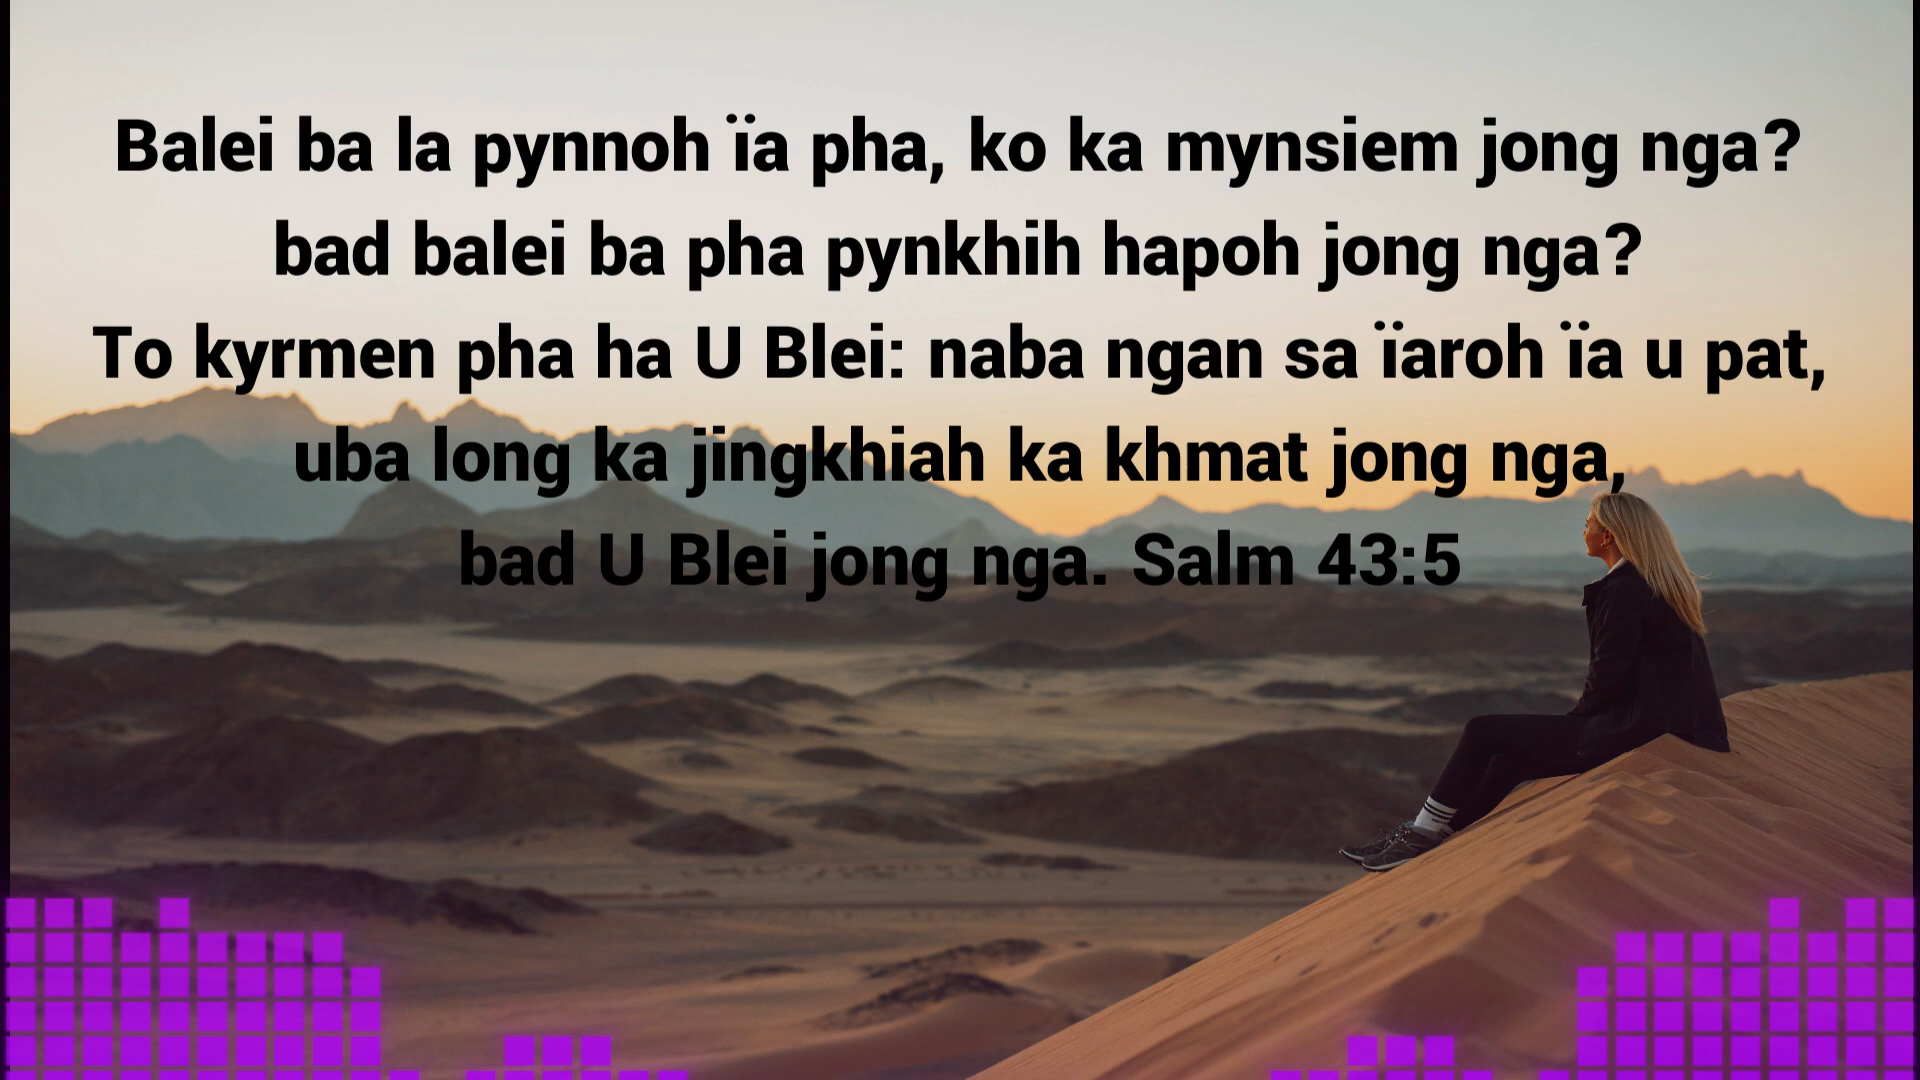 Balei ba la pynnoh ïa pha, ko ka mynsiem jong nga?
bad balei ba pha pynkhih hapoh jong nga?
To kyrmen pha ha U Blei: naba ngan sa ïaroh ïa u pat,
uba long ka jingkhiah ka khmat jong nga,
bad U Blei jong nga. Salm 43:5